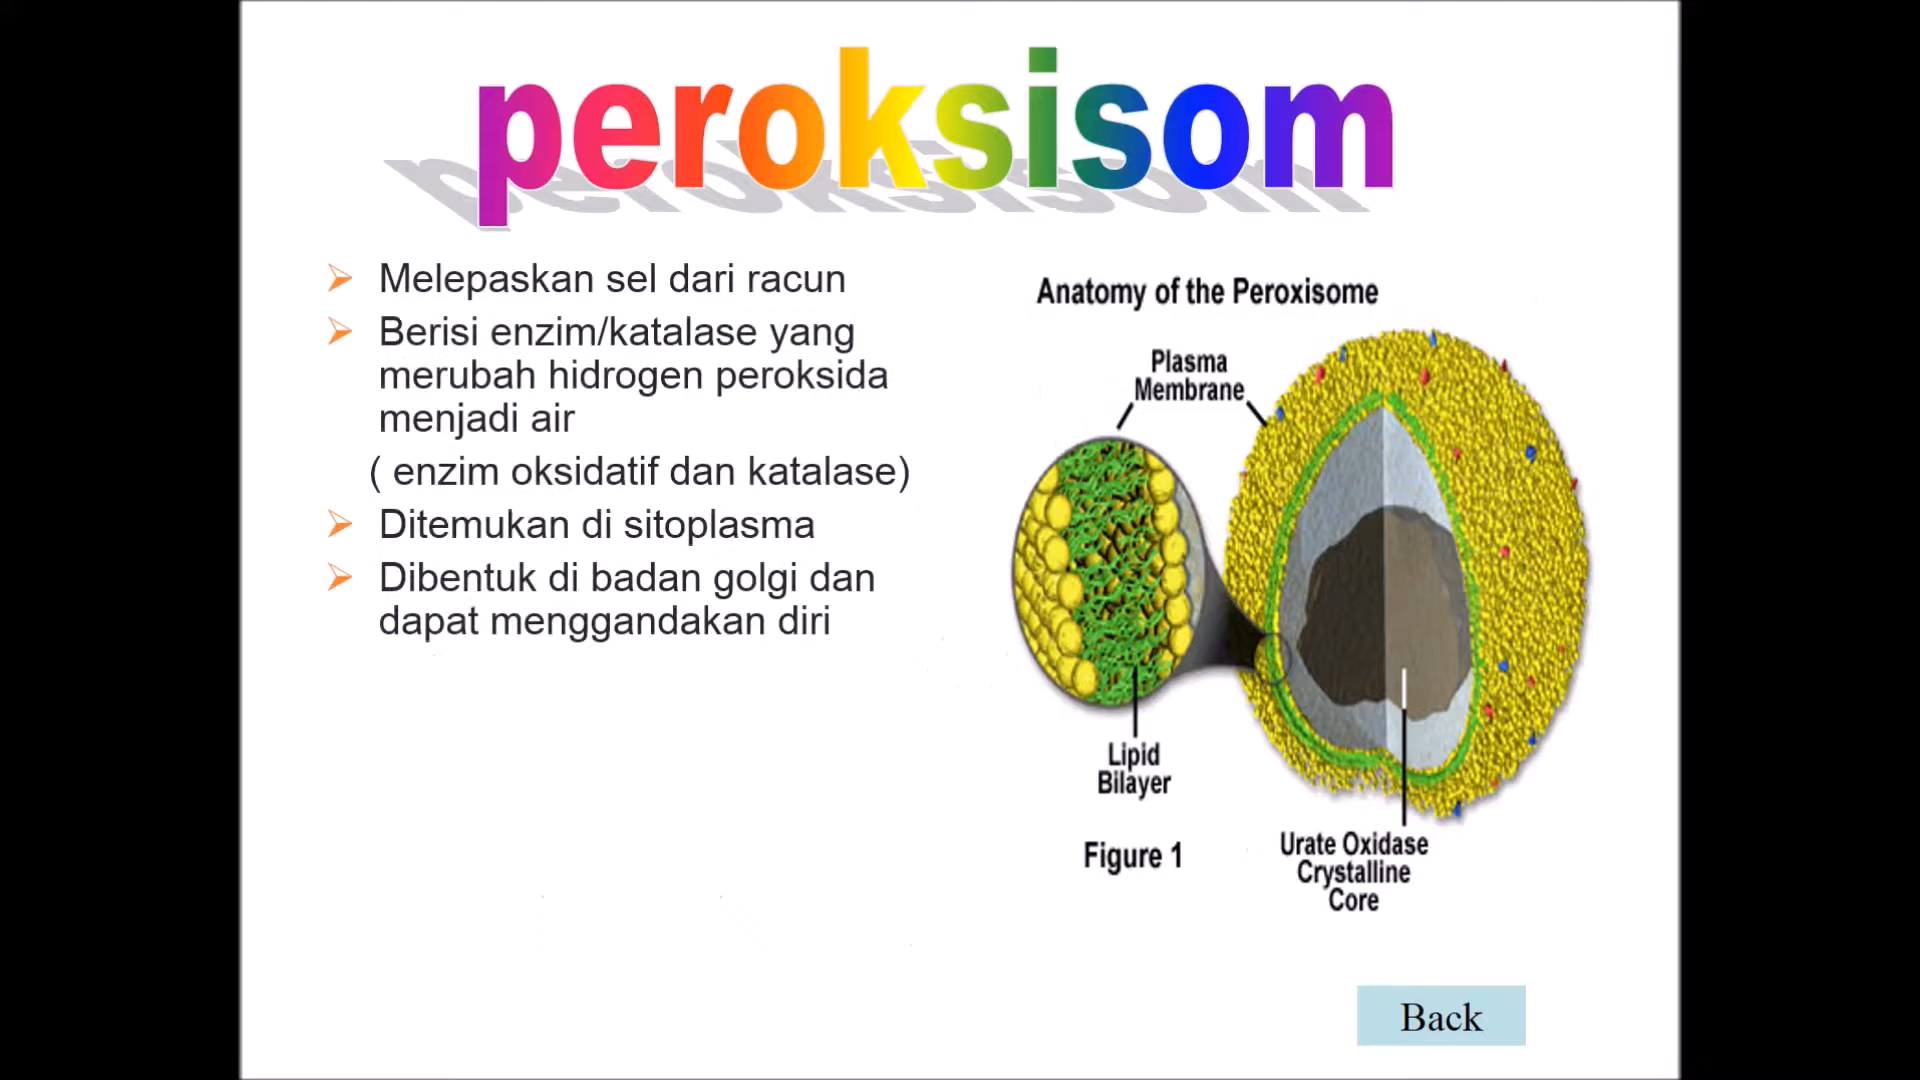 peroksisom
Melepaskan sel dari racun
Berisi enzim/katalase yang
merubah hidrogen peroksida
menjadi air
( enzim oksidatif dan katalase)
Ditemukan di sitoplasma
Dibentuk di badan golgi dan
dapat menggandakan diri
Anatomy of the Peroxisome
Plasma
Membrane
Lipid
Bilayer
Figure 1
Urate Oxidase
Crystalline
Core
Back